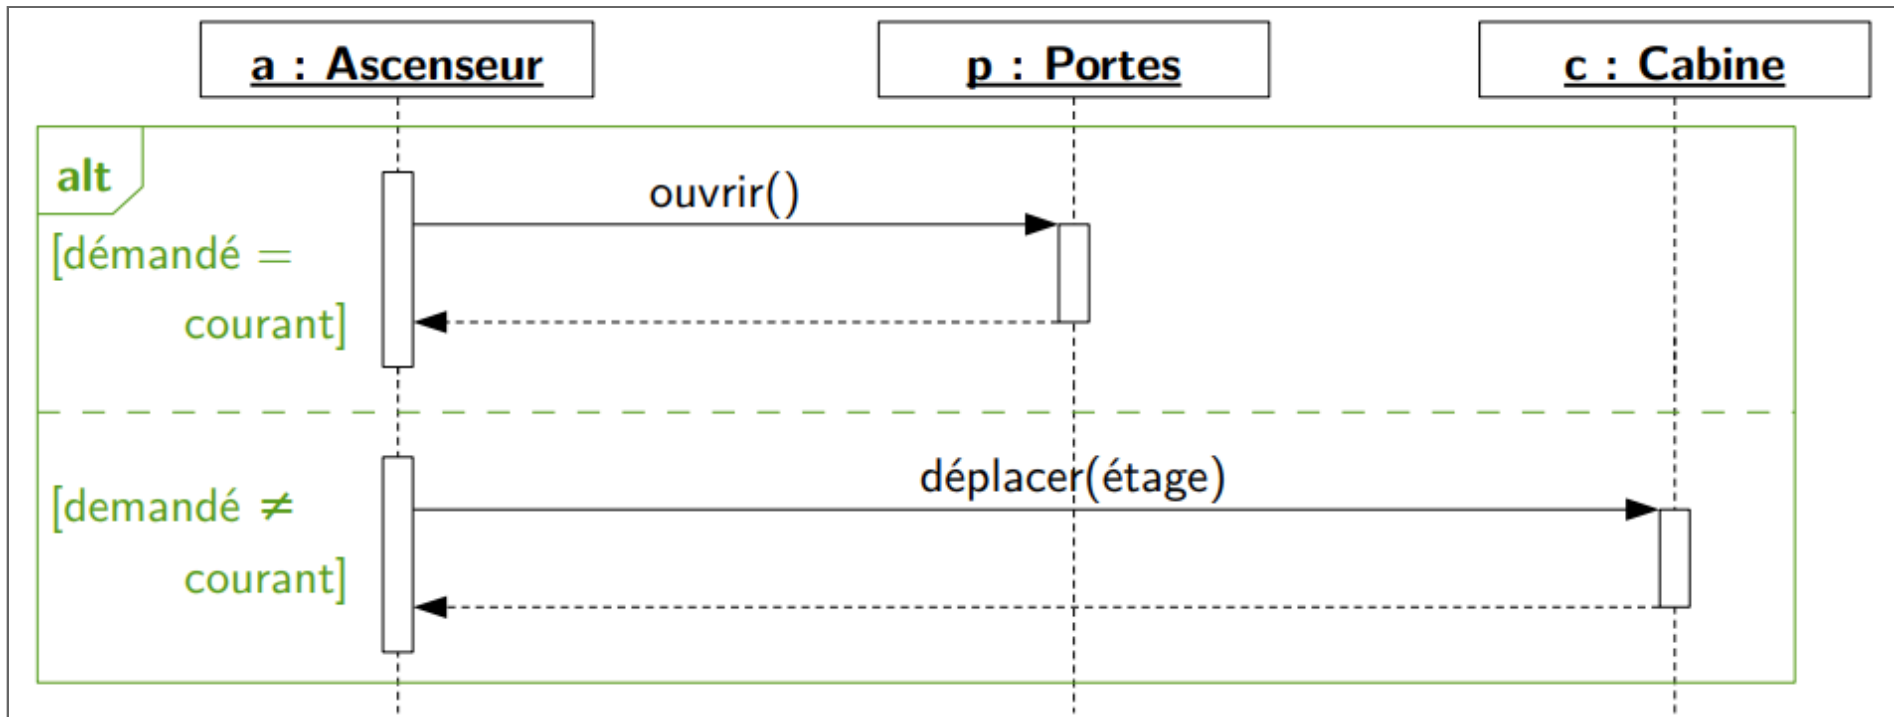 a : Ascenseur
p : Portes
c : Cabine
alt
ouvrir()
[démandé =
courant]
déplacer(étage)
[demandé ≠
courant]